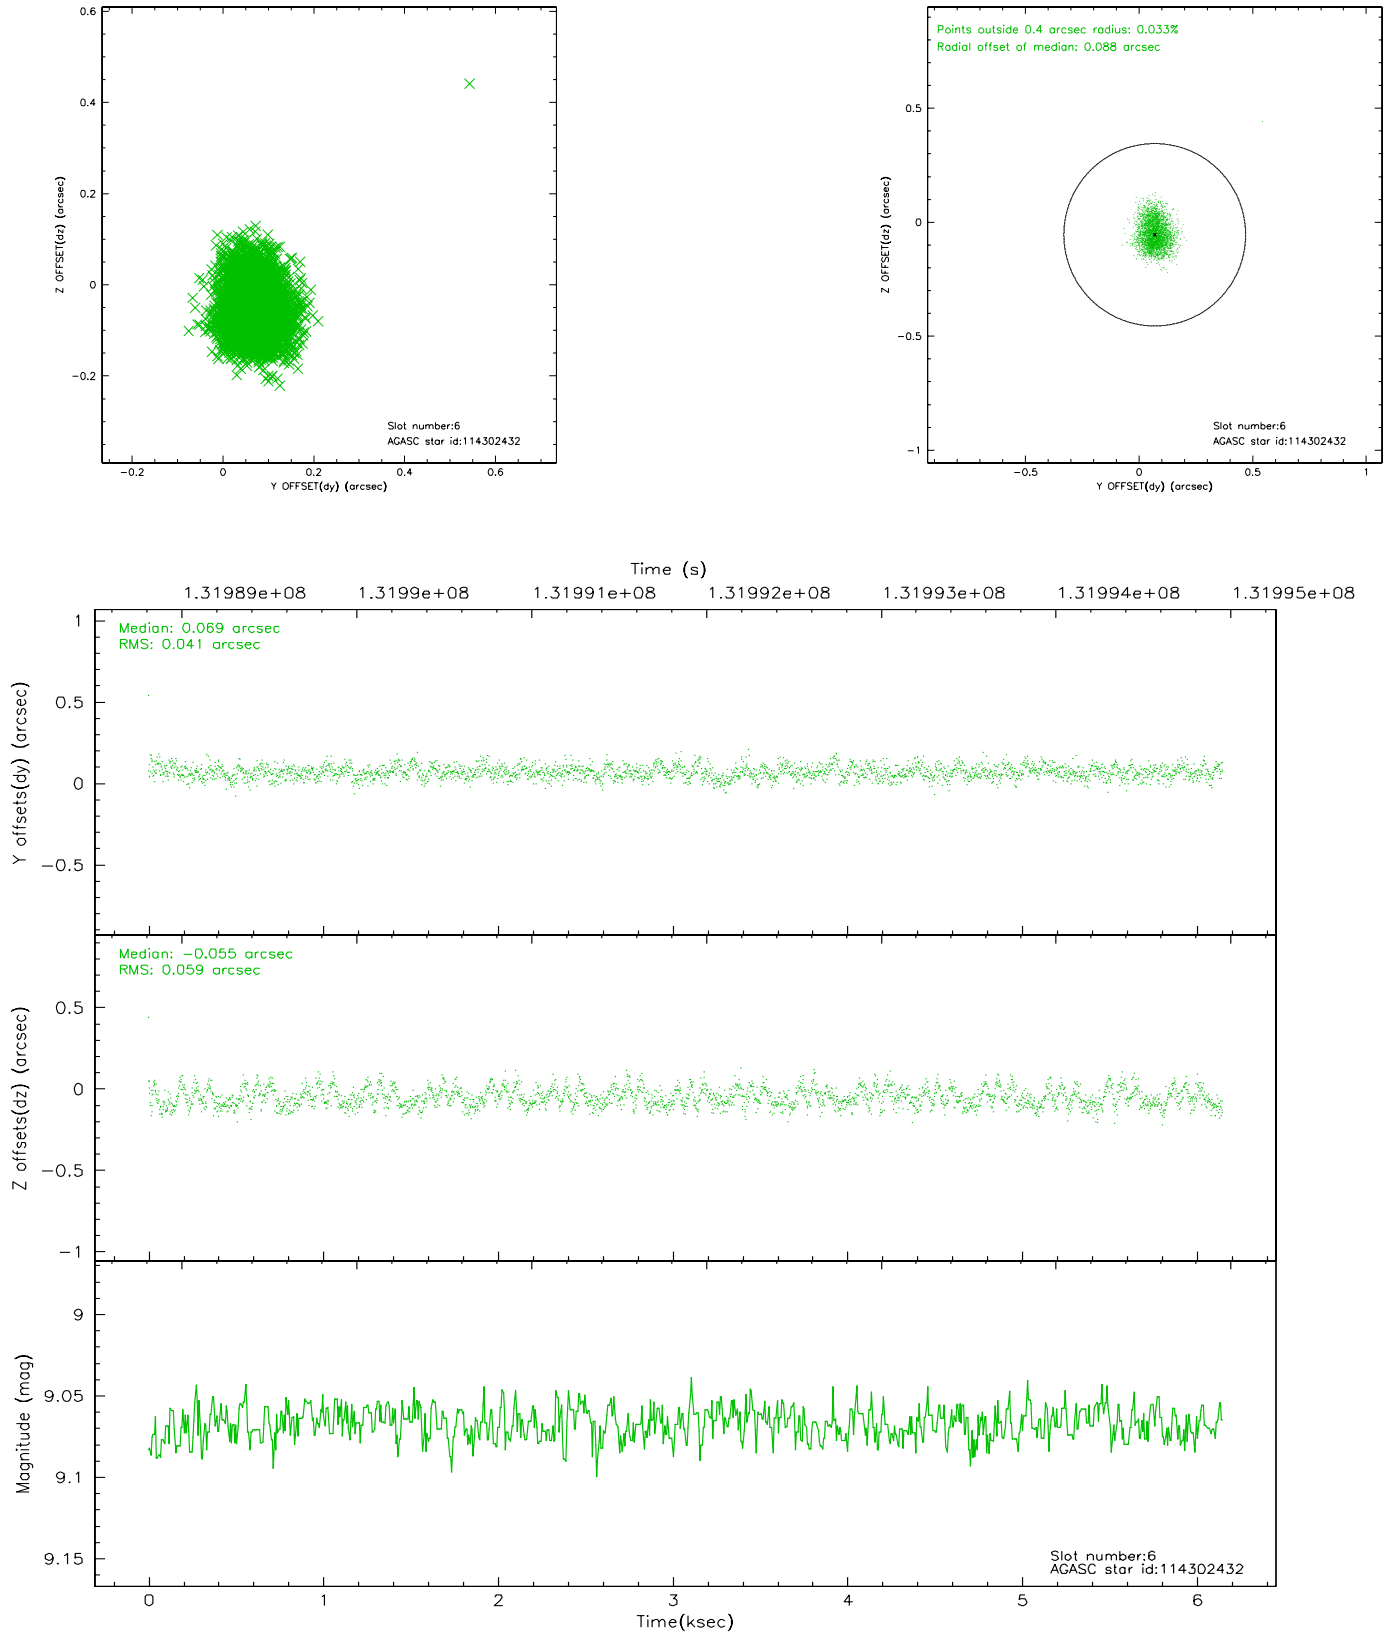 0.6
0.4
0.2
0
−0.2
−0.2 0 0.2 0.4 0.6
Z OFFSET(dz) (arcsec)
Y OFFSET(dy) (arcsec)
Slot number:6
AGASC star id:114302432
Points outside 0.4 arcsec radius: 0.033%
Radial offset of median: 0.088 arcsec
0.5
0
−0.5
−1
−0.5 0 0.5 1
Z OFFSET(dz) (arcsec)
Y OFFSET(dy) (arcsec)
Slot number:6
AGASC star id:114302432
Time (s)
1.31989e+08 1.3199e+08 1.31991e+08 1.31992e+08 1.31993e+08 1.31994e+08 1.31995e+08
Median: 0.069 arcsec
RMS: 0.041 arcsec
1
0.5
0
−0.5
Y offsets(dy) (arcsec)
Median: −0.055 arcsec
RMS: 0.059 arcsec
0.5
0
−0.5
−1
Z offsets(dz) (arcsec)
9
9.05
9.1
9.15
Magnitude (mag)
Slot number:6
AGASC star id:114302432
0 1 2 3 4 5 6
Time(ksec)